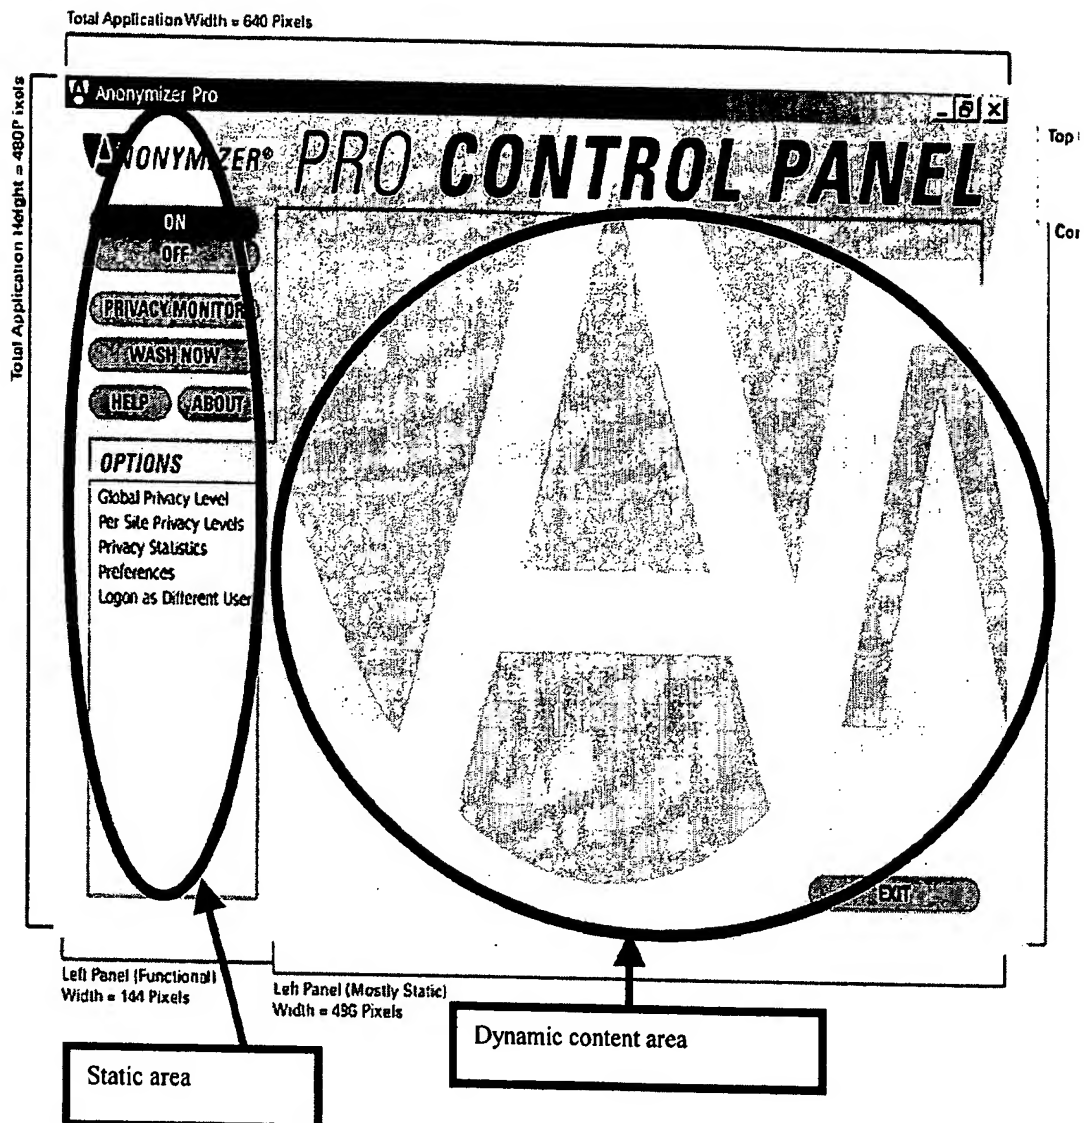 Total Application Width = 640 Pixels
Total Application Height = 480P ixels
Anonymizer Pro
ANONYMIZER®
PRO CONTROL PANEL
Top
ON
OFF
PRIVACY MONITOR
WASH NOW
HELP
ABOUT
OPTIONS
Global Privacy Level
Per Site Privacy Levels
Privacy Statistics
Preferences
Logon as Different User
EXIT
Left Panel (Functional)
Width = 144 Pixels
Left Panel (Mostly Static)
Width = 496 Pixels
Static area
Dynamic content area